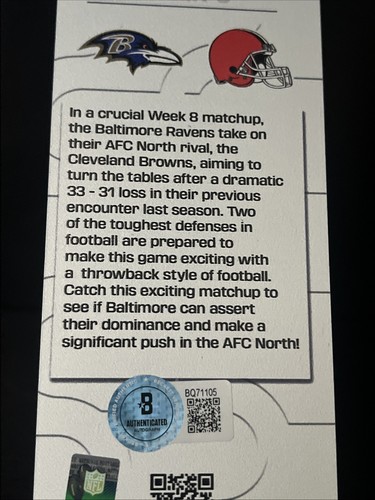 In a crucial Week 8 matchup,
the Baltimore Ravens take on
their AFC North rival, the
Cleveland Browns, aiming to
turn the tables after a dramatic
33 - 31 loss in their previous
encounter last season. Two
of the toughest defenses in
football are prepared to
make this game exciting with
a throwback style of football.
Catch this exciting matchup to
see if Baltimore can assert
their dominance and make a
significant push in the AFC North!
BQ71105
B
AUTHENTICATED
AUTOGRAPH
NFL